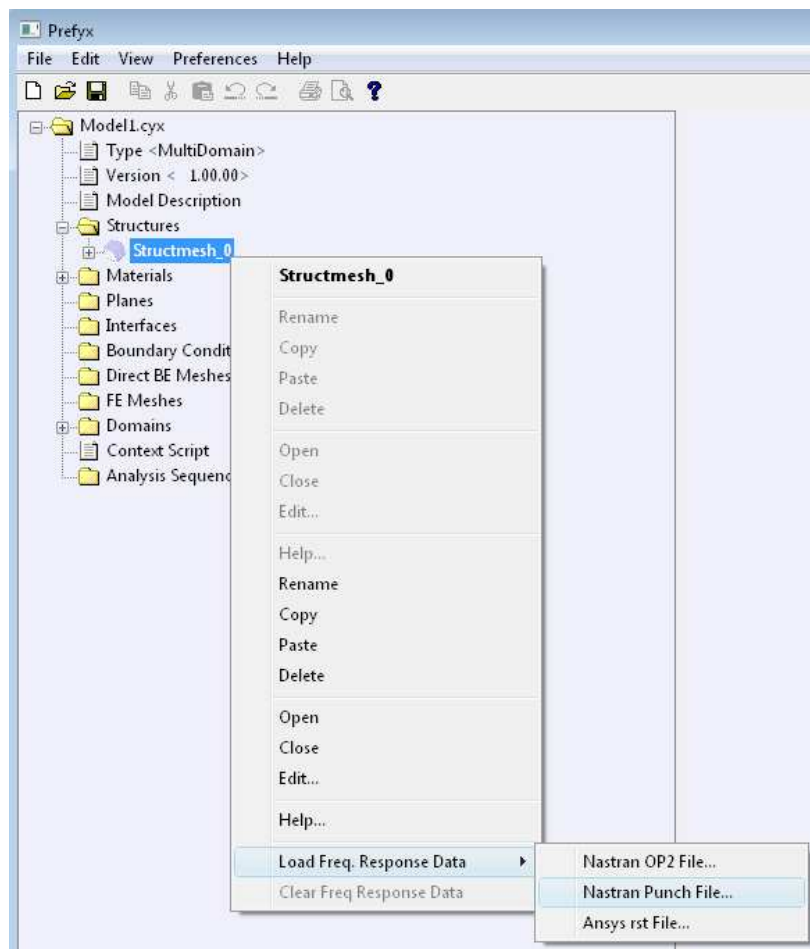 Prefyx
File Edit View Preferences Help
Model1.cyx
Type <MultiDomain>
Version < 1.00.00>
Model Description
Structures
Structmesh_0
Materials
Planes
Interfaces
Boundary Condit
Direct BE Meshes
FE Meshes
Domains
Context Script
Analysis Sequenc
Structmesh_0
Rename
Copy
Paste
Delete
Open
Close
Edit...
Help...
Rename
Copy
Paste
Delete
Open
Close
Edit...
Help...
Load Freq. Response Data
Clear Freq Response Data
Nastran OP2 File...
Nastran Punch File...
Ansys rst File...